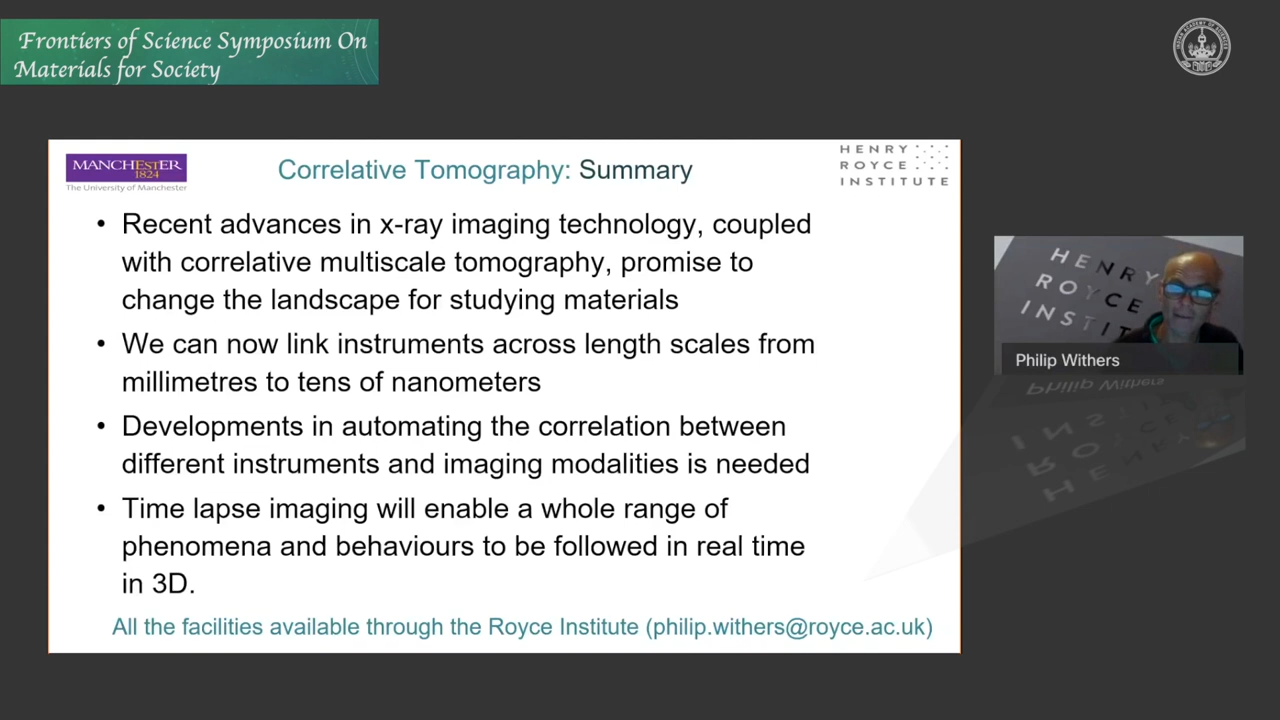 Frontiers of Science Symposium On
Materials for Society
MANCHESTER
1824
The University of Manchester
Correlative Tomography: Summary
HENRY
ROYCE
INSTITUTE
• Recent advances in x-ray imaging technology, coupled
with correlative multiscale tomography, promise to
change the landscape for studying materials
• We can now link instruments across length scales from
millimetres to tens of nanometers
• Developments in automating the correlation between
different instruments and imaging modalities is needed
• Time lapse imaging will enable a whole range of
phenomena and behaviours to be followed in real time
in 3D.
All the facilities available through the Royce Institute (philip.withers@royce.ac.uk)
HENRY
ROYCE
Philip Withers